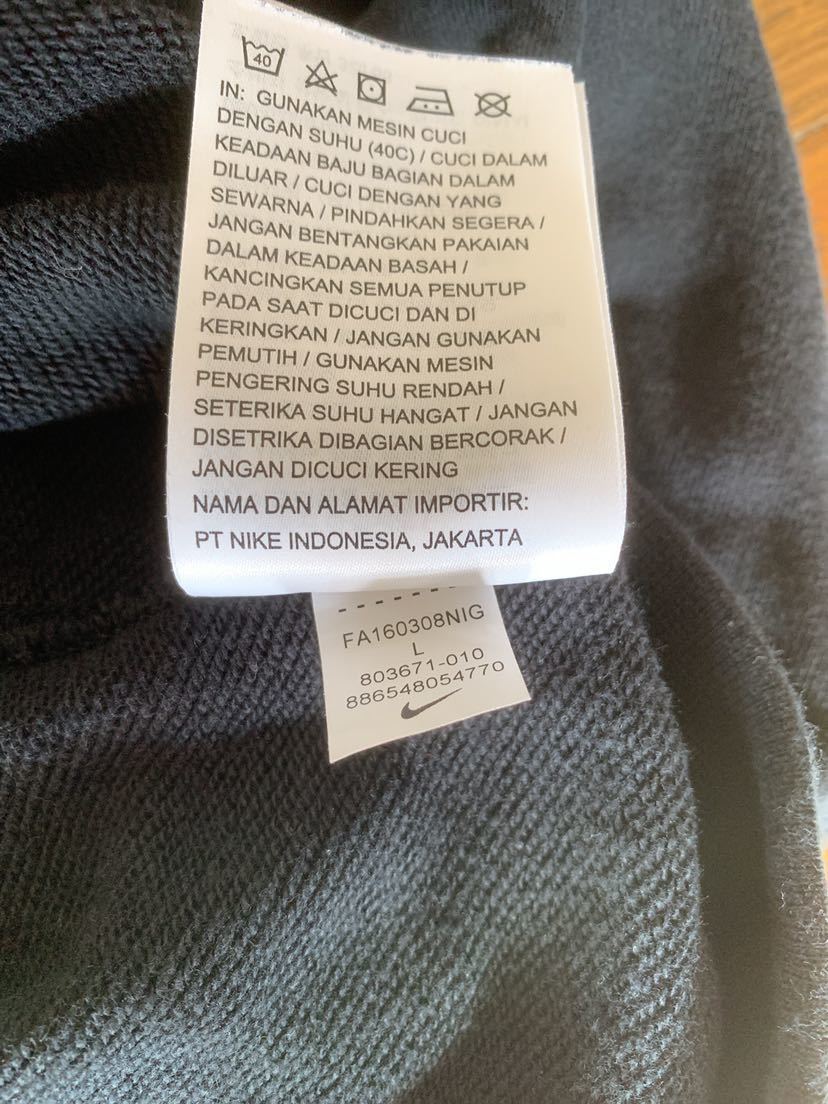 40
IN: GUNAKAN MESIN CUCI
DENGAN SUHU (40C) / CUCI DALAM
KEADAAN BAJU BAGIAN DALAM
DILUAR / CUCI DENGAN YANG
SEWARNA / PINDAHKAN SEGERA /
JANGAN BENTANGKAN PAKAIAN
DALAM KEADAAN BASAH /
KANCINGKAN SEMUA PENUTUP
PADA SAAT DICUCI DAN DI
KERINGKAN / JANGAN GUNAKAN
PEMUTIH / GUNAKAN MESIN
PENGERING SUHU RENDAH /
SETERIKA SUHU HANGAT / JANGAN
DISETRIKA DIBAGIAN BERCORAK /
JANGAN DICUCI KERING
NAMA DAN ALAMAT IMPORTIR:
PT NIKE INDONESIA, JAKARTA
FA160308NIG
L
803671-010
886548054770